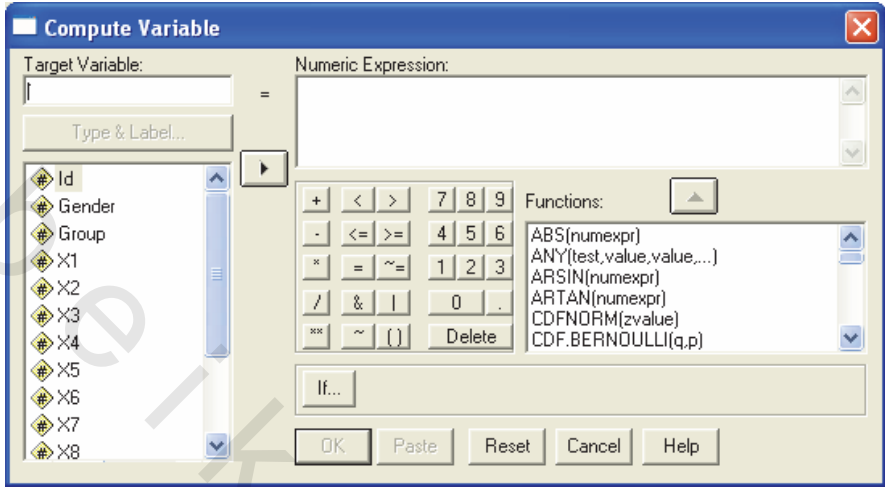 Compute Variable
Target Variable:
=
Numeric Expression:
Type & Label...
Id
Gender
Group
X1
X2
X3
X4
X5
X6
X7
X8
+ < > 7 8 9
- <= >= 4 5 6
* = ~= 1 2 3
/ & | 0 .
** ~ () Delete
Functions:
ABS(numexpr)
ANY(test,value,value,...)
ARSIN(numexpr)
ARTAN(numexpr)
CDFNORM(zvalue)
CDF.BERNOULLI(q,p)
If...
OK Paste Reset Cancel Help